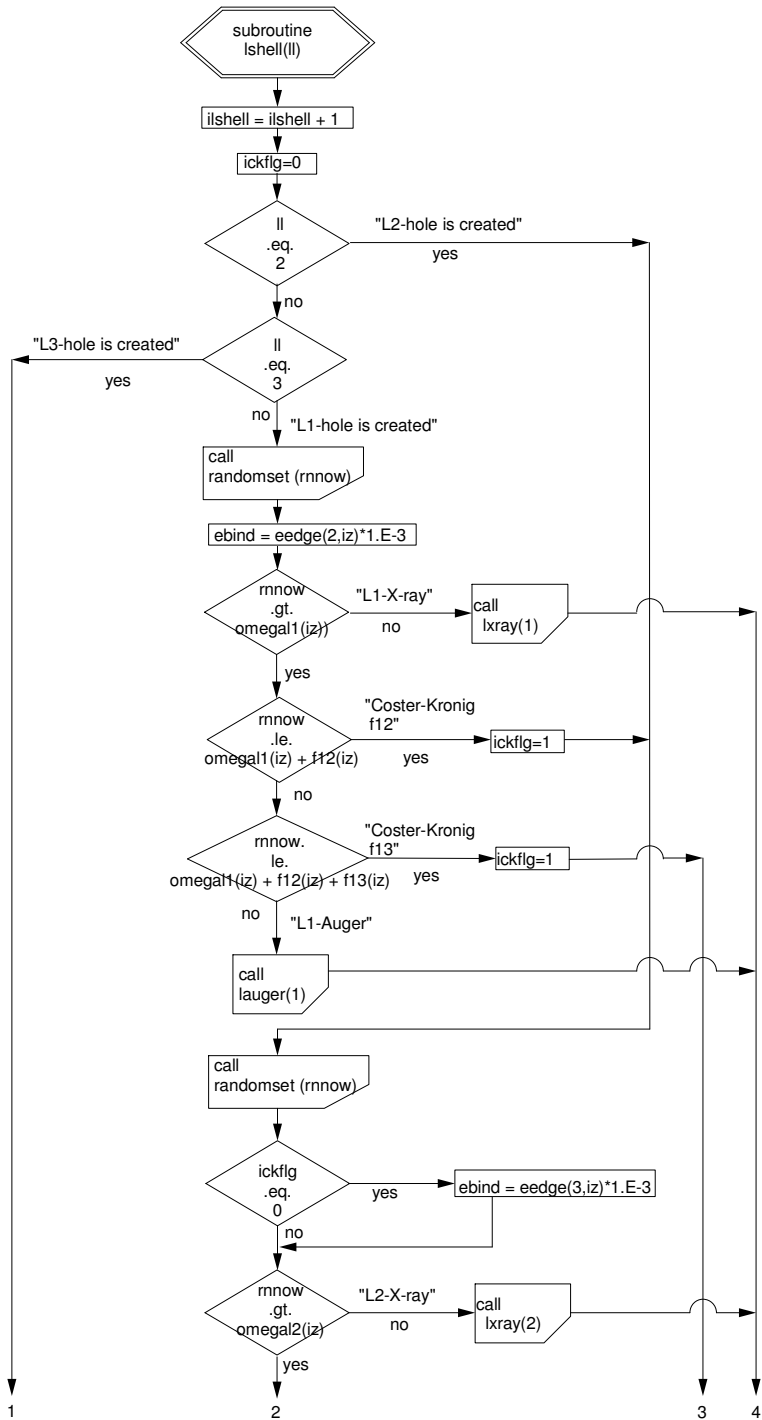 subroutine
lshell(ll)
ilshell = ilshell + 1
ickflg=0
ll
.eq.
2
"L2-hole is created"
yes
no
ll
.eq.
3
"L3-hole is created"
yes
no
"L1-hole is created"
call
randomset (rnnow)
ebind = eedge(2,iz)*1.E-3
rnnow
.gt.
omegal1(iz))
"L1-X-ray"
no
call
lxray(1)
yes
rnnow
.le.
omegal1(iz) + f12(iz)
"Coster-Kronig
f12"
yes
ickflg=1
no
rnnow.
le.
omegal1(iz) + f12(iz) + f13(iz)
"Coster-Kronig
f13"
yes
ickflg=1
no
"L1-Auger"
call
lauger(1)
call
randomset (rnnow)
ickflg
.eq.
0
yes
ebind = eedge(3,iz)*1.E-3
no
rnnow
.gt.
omegal2(iz)
"L2-X-ray"
no
call
lxray(2)
yes
1
2
3
4